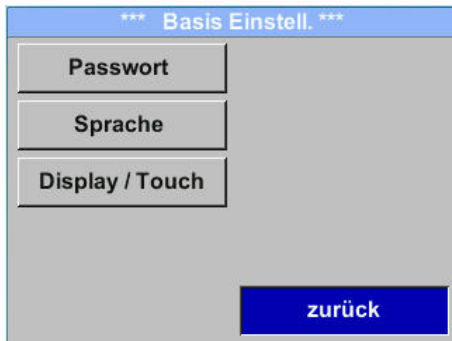 *** Basis Einstell. ***
Passwort
Sprache
Display / Touch
zurück